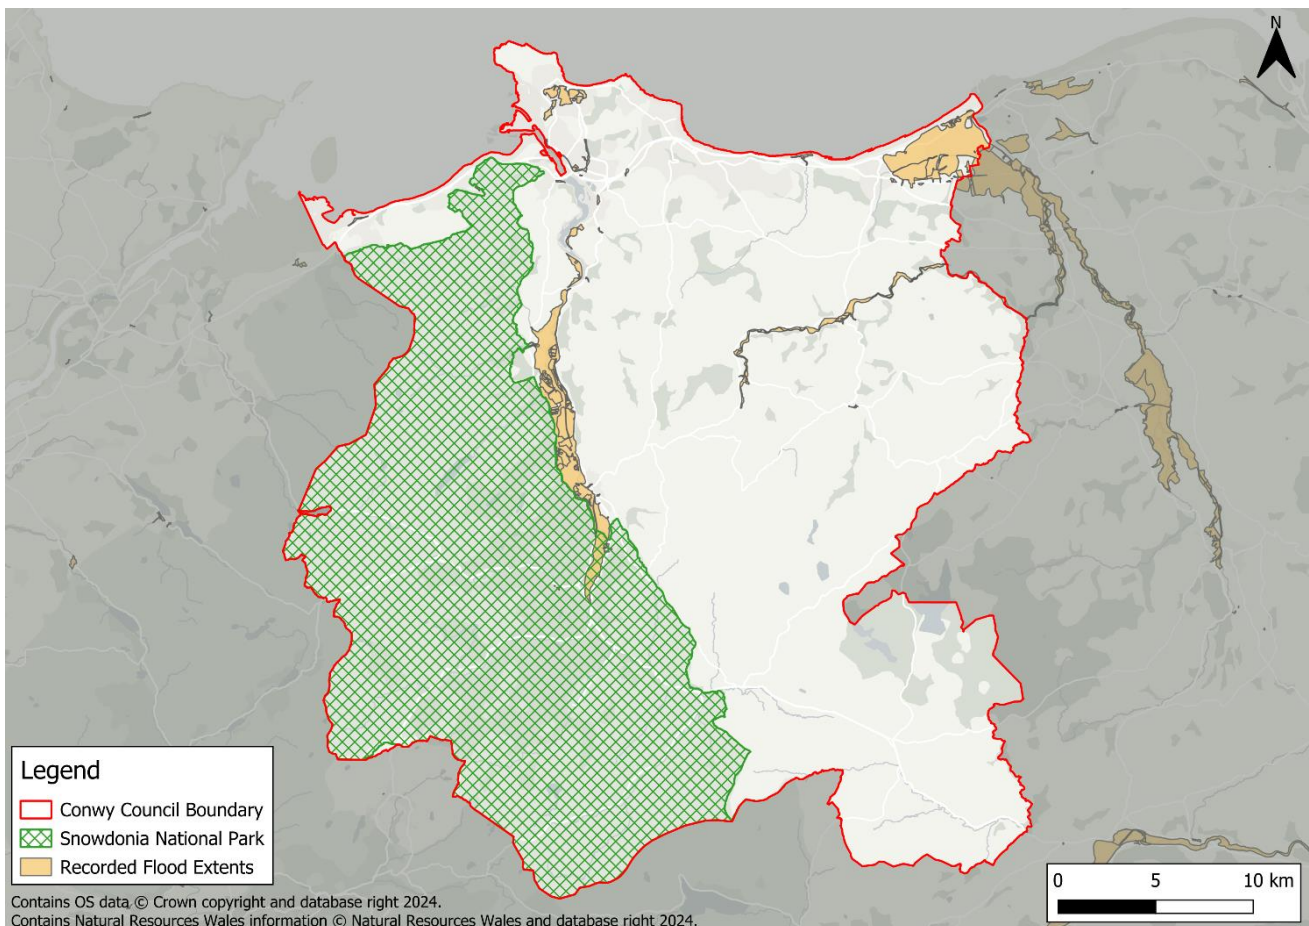 N
Legend
Conwy Council Boundary
Snowdonia National Park
Recorded Flood Extents
0 5 10 km
Contains OS data © Crown copyright and database right 2024.
Contains Natural Resources Wales information © Natural Resources Wales and database right 2024.